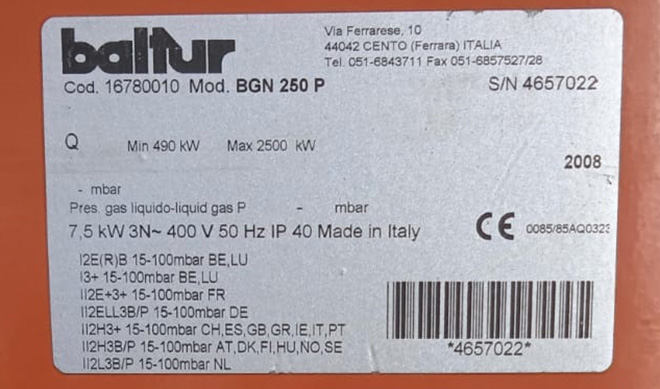 baltur
Via Ferrarese, 10
44042 CENTO (Ferrara) ITALIA
Tel. 051-6843711 Fax 051-6857527/28
Cod. 16780010 Mod. BGN 250 P
S/N 4657022
Q Min 490 kW Max 2500 kW
2008
- mbar
Pres. gas liquido-liquid gas P - mbar
7,5 kW 3N~ 400 V 50 Hz IP 40 Made in Italy
CE 0085/85AQ0323
I2E(R)B 15-100mbar BE,LU
I3+ 15-100mbar BE,LU
II2E+3+ 15-100mbar FR
II2ELL3B/P 15-100mbar DE
II2H3+ 15-100mbar CH,ES,GB,GR,IE,IT,PT
II2H3B/P 15-100mbar AT,DK,FI,HU,NO,SE
II2L3B/P 15-100mbar NL
*4657022*